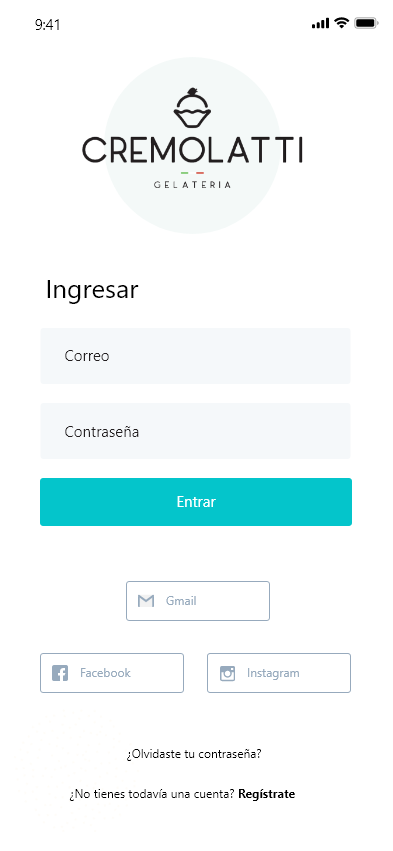 9:41
CREMOLATTI
GELATERIA
Ingresar
Correo
Contraseña
Entrar
Gmail
Facebook
Instagram
¿Olvidaste tu contraseña?
¿No tienes todavía una cuenta? Regístrate